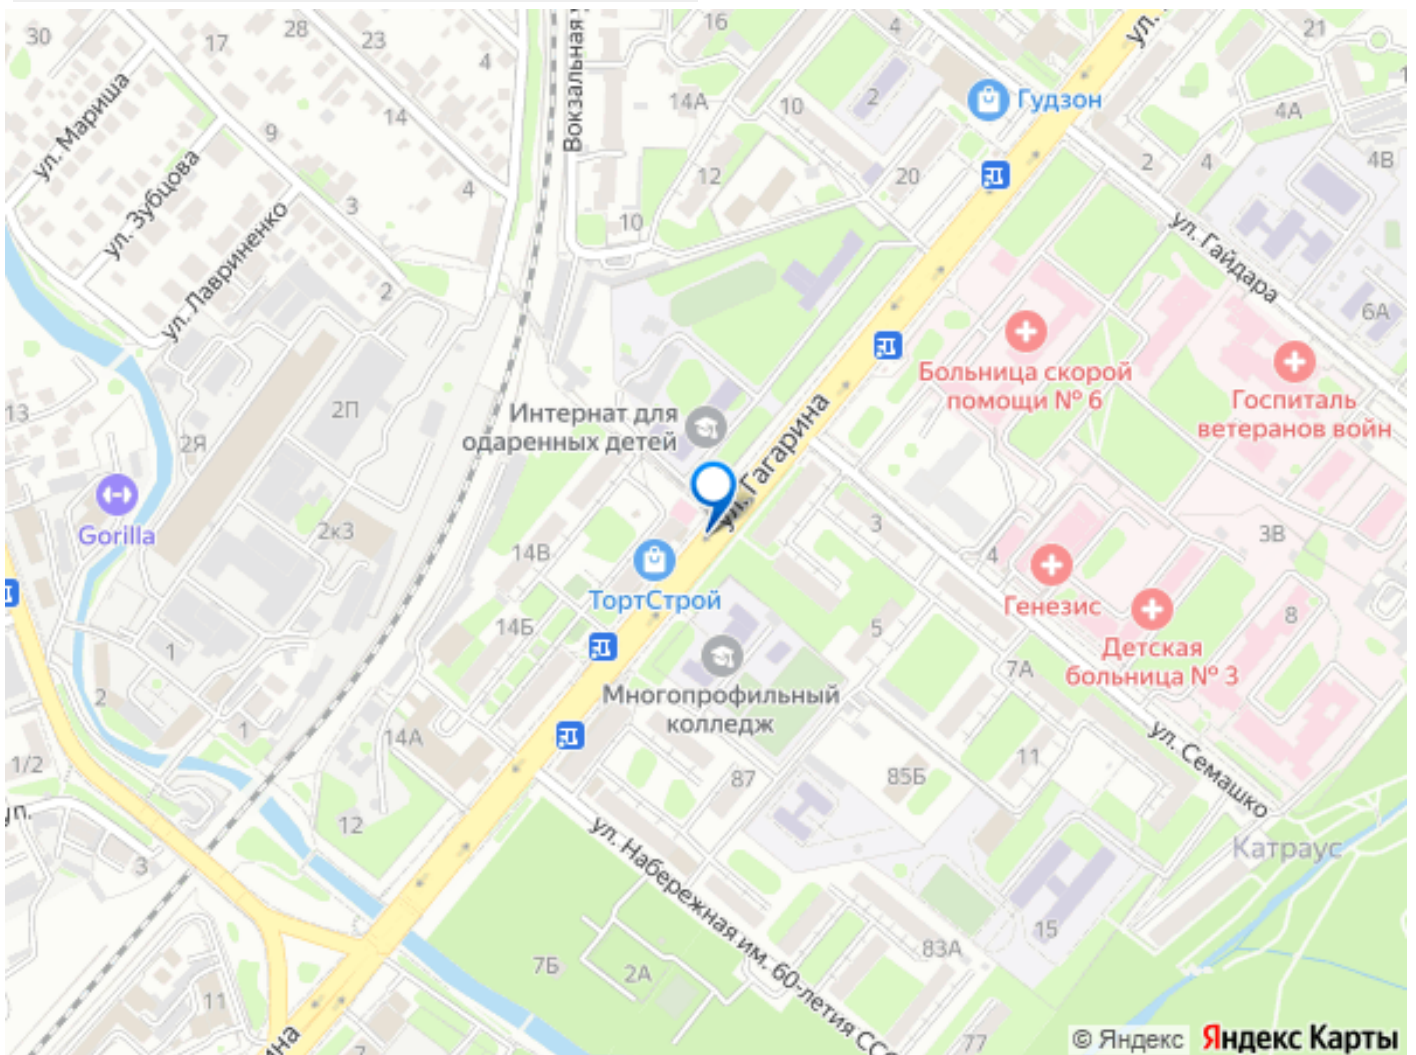 30
17
28
23
4
14
9
ул. Мариша
ул. Зубцова
3
4
ул. Лавриненко
2
Вокзальная
16
14А
10
12
10
4
2
20
Гудзон
ул.
21
4А
2
4
4В
ул. Гайдара
6А
Больница скорой
помощи № 6
Госпиталь
ветеранов войн
13
2Я
2П
Gorilla
2к3
Интернат для
одаренных детей
ул. Гагарина
14В
ТортСтрой
14Б
3
4
3В
Генезис
8
Детская
больница № 3
5
7А
Многопрофильный
колледж
1
2
1
14А
1/2
ул.
12
3
87
85Б
11
ул. Семашко
Катраус
ул. Набережная им. 60-летия ССС
15
83А
7Б
2А
11
77
© Яндекс Яндекс Карты